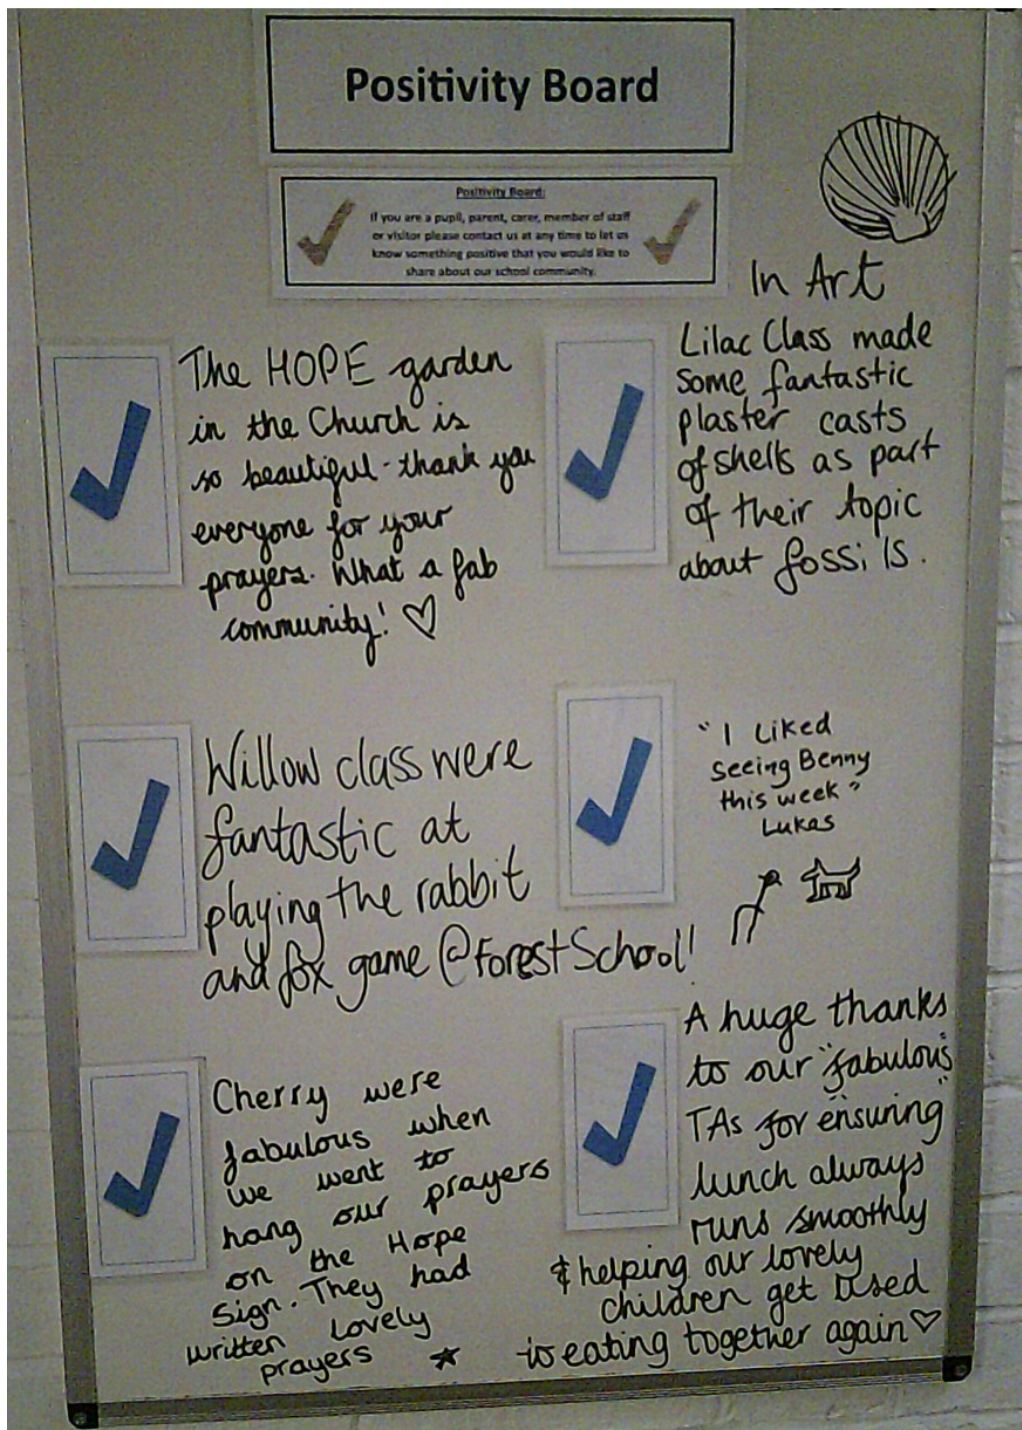 Positivity Board
Positivity Board:
If you are a pupil, parent, carer, member of staff
or visitor please contact us at any time to let us
know something positive that you would like to
share about our school community.
The HOPE garden
in the Church is
so beautiful - thank you
everyone for your
prayers. What a fab
community! ♡
In Art
Lilac Class made
some fantastic
plaster casts
of shells as part
of their topic
about fossils.
Willow class were
fantastic at
playing the rabbit
and fox game @ Forest School!
"I Liked
Seeing Benny
this week"
Lukas
Cherry were
fabulous when
we went to
hang our prayers
on the Hope
Sign. They had
written lovely
prayers ★
A huge thanks
to our "fabulous"
TAs for ensuring
lunch always
runs smoothly
& helping our lovely
children get used
to eating together again ♡